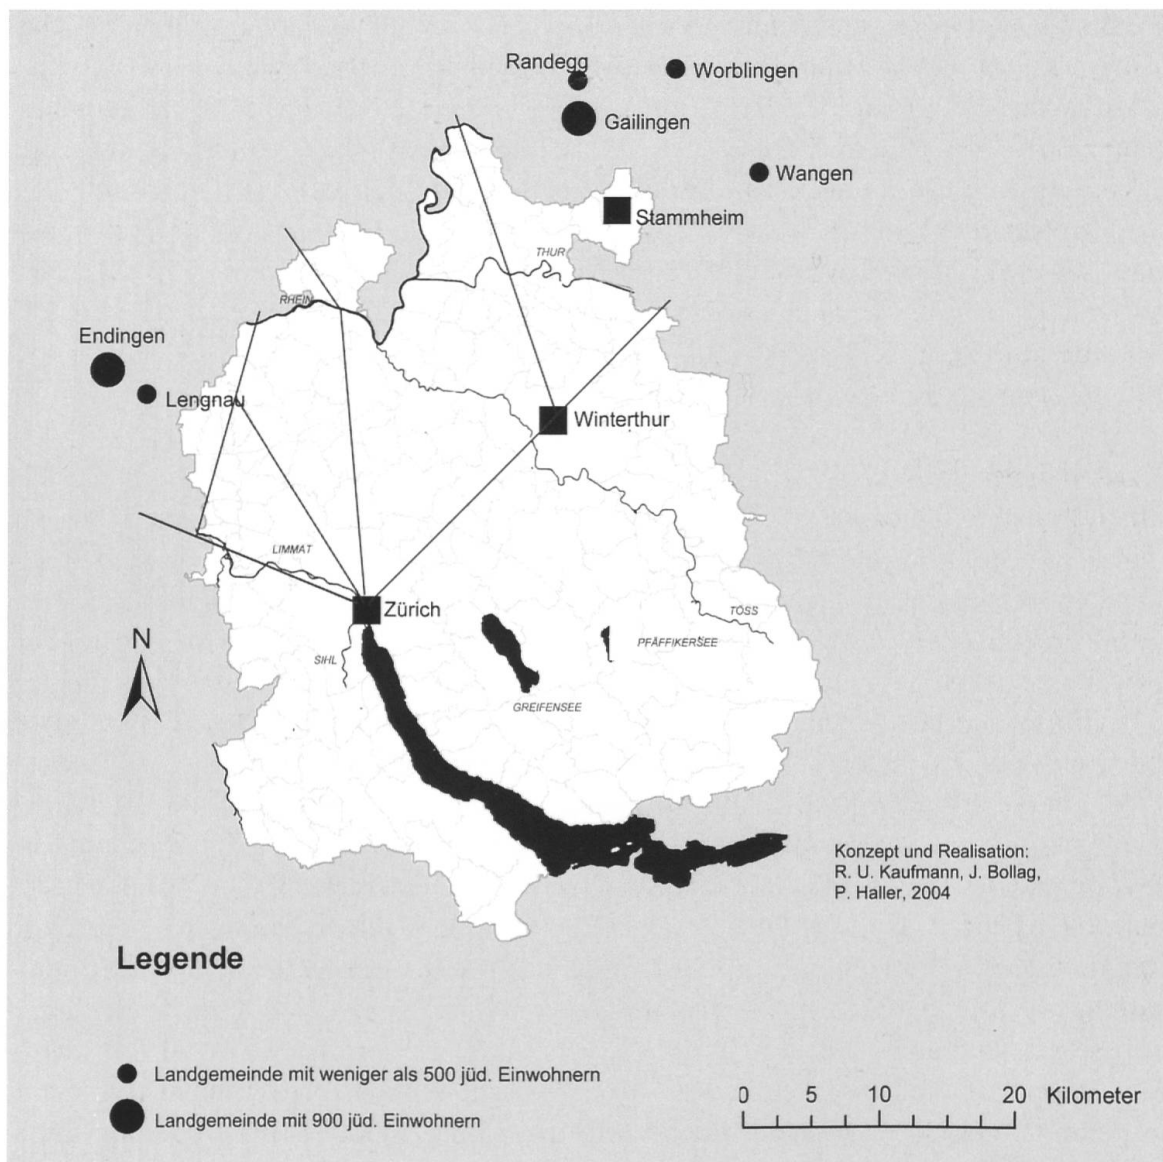 Randegg
Worblingen
Gailingen
Wangen
Stammheim
THUR
RHEIN
Endingen
Lengnau
Winterthur
LIMMAT
Zürich
TÖSS
N
SIHL
PFÄFFIKERSEE
GREIFENSEE
Konzept und Realisation:
R. U. Kaufmann, J. Bollag,
P. Haller, 2004
Legende
Landgemeinde mit weniger als 500 jüd. Einwohnern
Landgemeinde mit 900 jüd. Einwohnern
0 5 10 20 Kilometer